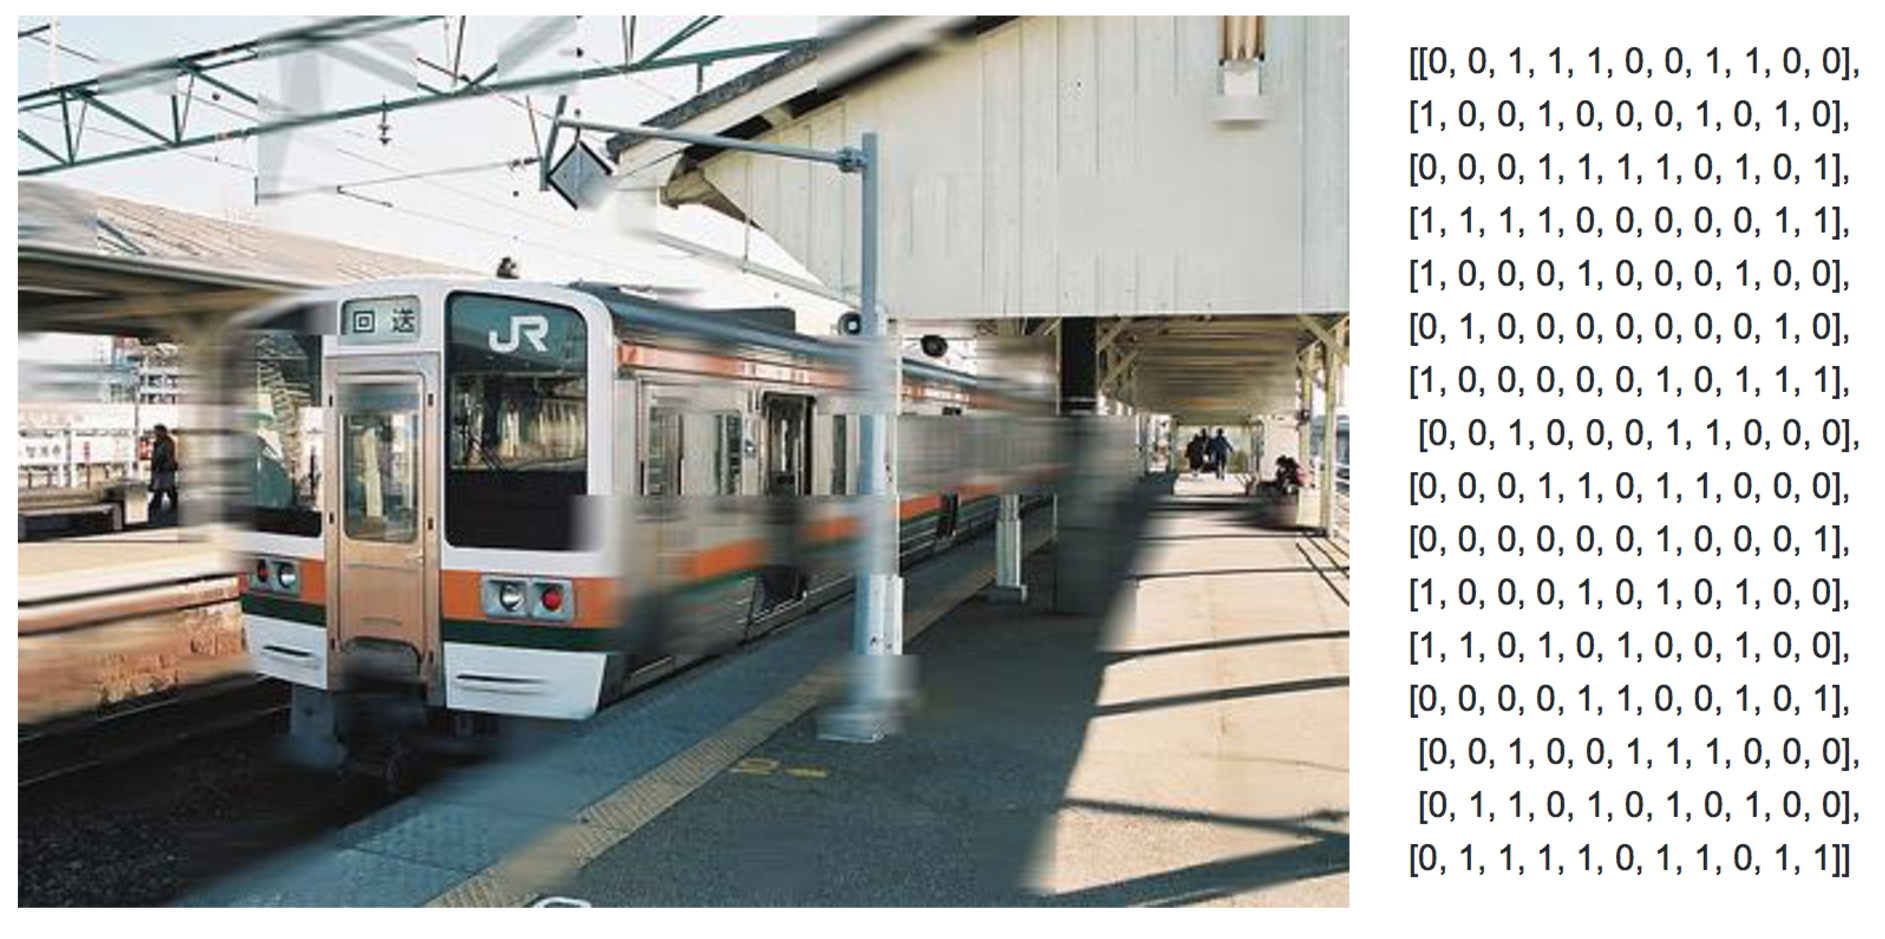 回 送
JR
[[0, 0, 1, 1, 1, 0, 0, 1, 1, 0, 0],
[1, 0, 0, 1, 0, 0, 0, 1, 0, 1, 0],
[0, 0, 0, 1, 1, 1, 1, 0, 1, 0, 1],
[1, 1, 1, 1, 0, 0, 0, 0, 0, 1, 1],
[1, 0, 0, 0, 1, 0, 0, 0, 1, 0, 0],
[0, 1, 0, 0, 0, 0, 0, 0, 0, 1, 0],
[1, 0, 0, 0, 0, 0, 1, 0, 1, 1, 1],
[0, 0, 1, 0, 0, 0, 1, 1, 0, 0, 0],
[0, 0, 0, 1, 1, 0, 1, 1, 0, 0, 0],
[0, 0, 0, 0, 0, 0, 1, 0, 0, 0, 1],
[1, 0, 0, 0, 1, 0, 1, 0, 1, 0, 0],
[1, 1, 0, 1, 0, 1, 0, 0, 1, 0, 0],
[0, 0, 0, 0, 1, 1, 0, 0, 1, 0, 1],
[0, 0, 1, 0, 0, 1, 1, 1, 0, 0, 0],
[0, 1, 1, 0, 1, 0, 1, 0, 1, 0, 0],
[0, 1, 1, 1, 1, 0, 1, 1, 0, 1, 1]]